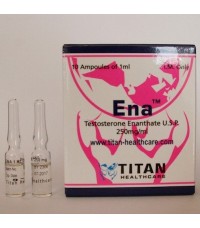 10 Ampoules of 1ml
Ena™
Testosterone Enanthate U.S.P.
250mg/ml
www.titan-healthcare.com
TITAN
HEALTHCARE